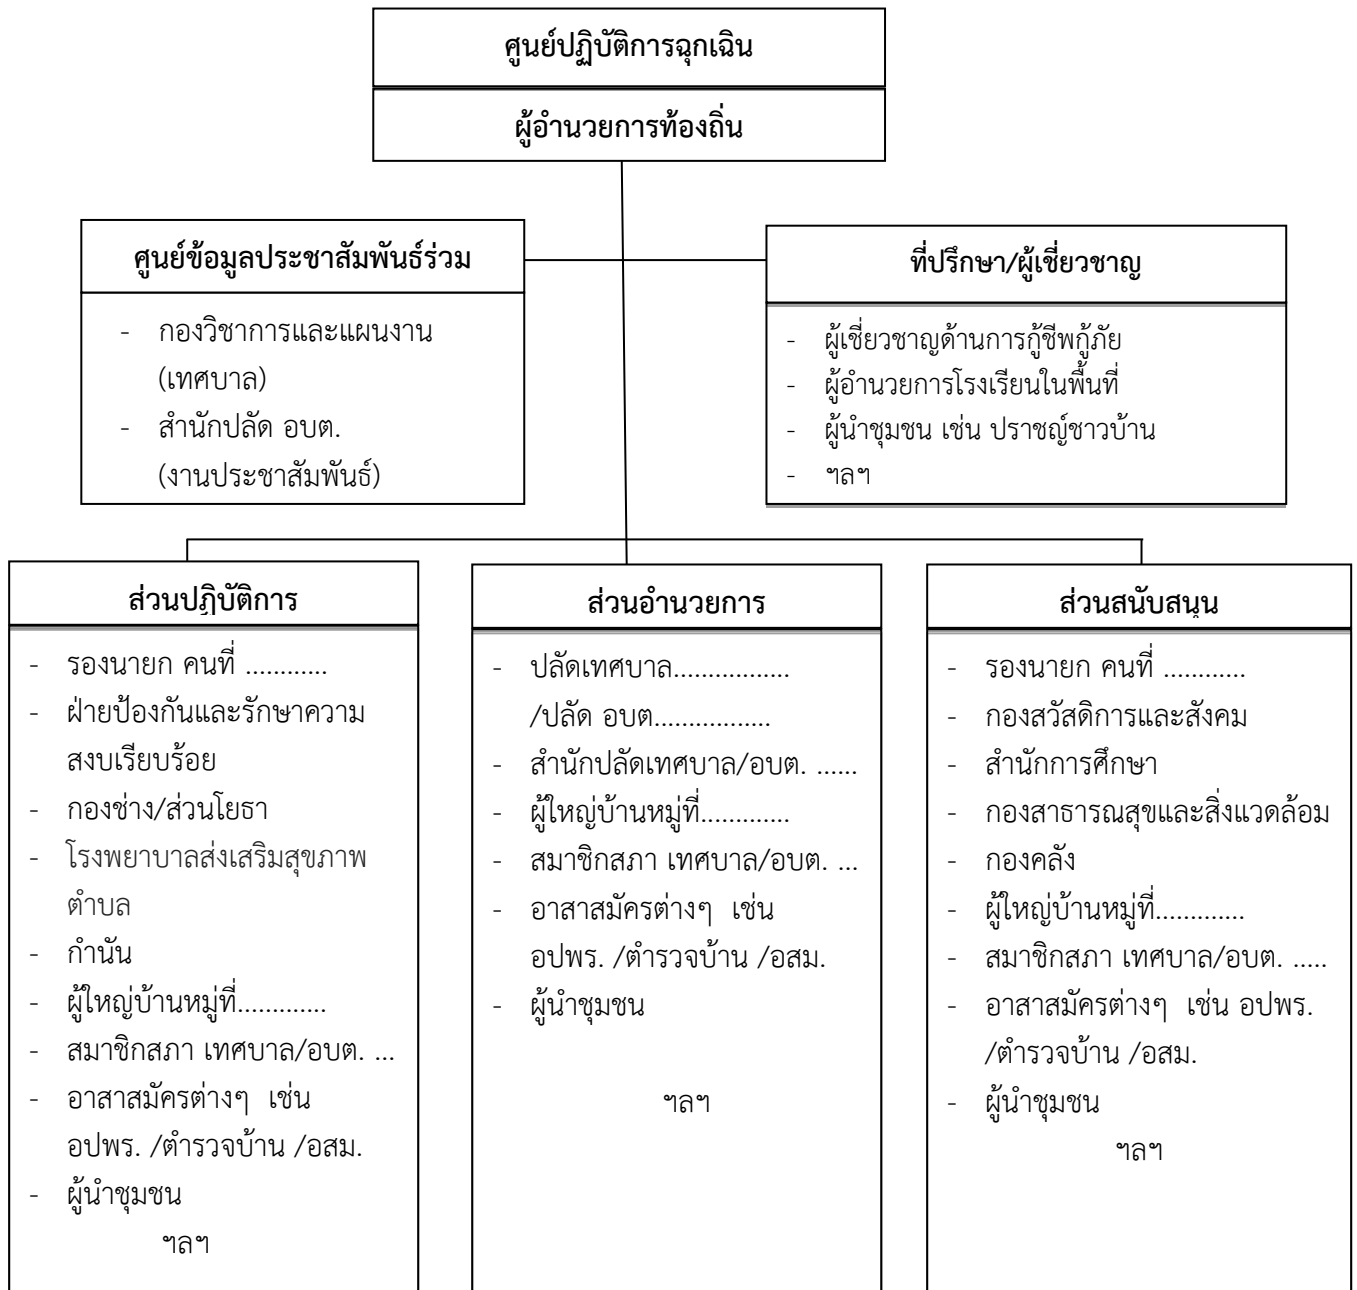 ศูนย์ปฏิบัติการฉุกเฉิน
ผู้อำนวยการท้องถิ่น
ศูนย์ข้อมูลประชาสัมพันธ์ร่วม
- กองวิชาการและแผนงาน
(เทศบาล)
- สำนักปลัด อบต.
(งานประชาสัมพันธ์)
ที่ปรึกษา/ผู้เชี่ยวชาญ
- ผู้เชี่ยวชาญด้านการกู้ชีพกู้ภัย
- ผู้อำนวยการโรงเรียนในพื้นที่
- ผู้นำชุมชน เช่น ปราชญ์ชาวบ้าน
- ฯลฯ
ส่วนปฏิบัติการ
- รองนายก คนที่ ............
- ฝ่ายป้องกันและรักษาความ
สงบเรียบร้อย
- กองช่าง/ส่วนโยธา
- โรงพยาบาลส่งเสริมสุขภาพ
ตำบล
- กำนัน
- ผู้ใหญ่บ้านหมู่ที่.............
- สมาชิกสภา เทศบาล/อบต. ...
- อาสาสมัครต่างๆ เช่น
อปพร. /ตำรวจบ้าน /อสม.
- ผู้นำชุมชน
ฯลฯ
ส่วนอำนวยการ
- ปลัดเทศบาล.................
/ปลัด อบต.................
- สำนักปลัดเทศบาล/อบต. ......
- ผู้ใหญ่บ้านหมู่ที่.............
- สมาชิกสภา เทศบาล/อบต. ...
- อาสาสมัครต่างๆ เช่น
อปพร. /ตำรวจบ้าน /อสม.
- ผู้นำชุมชน
ฯลฯ
ส่วนสนับสนุน
- รองนายก คนที่ ............
- กองสวัสดิการและสังคม
- สำนักการศึกษา
- กองสาธารณสุขและสิ่งแวดล้อม
- กองคลัง
- ผู้ใหญ่บ้านหมู่ที่.............
- สมาชิกสภา เทศบาล/อบต. .....
- อาสาสมัครต่างๆ เช่น อปพร.
/ตำรวจบ้าน /อสม.
- ผู้นำชุมชน
ฯลฯ